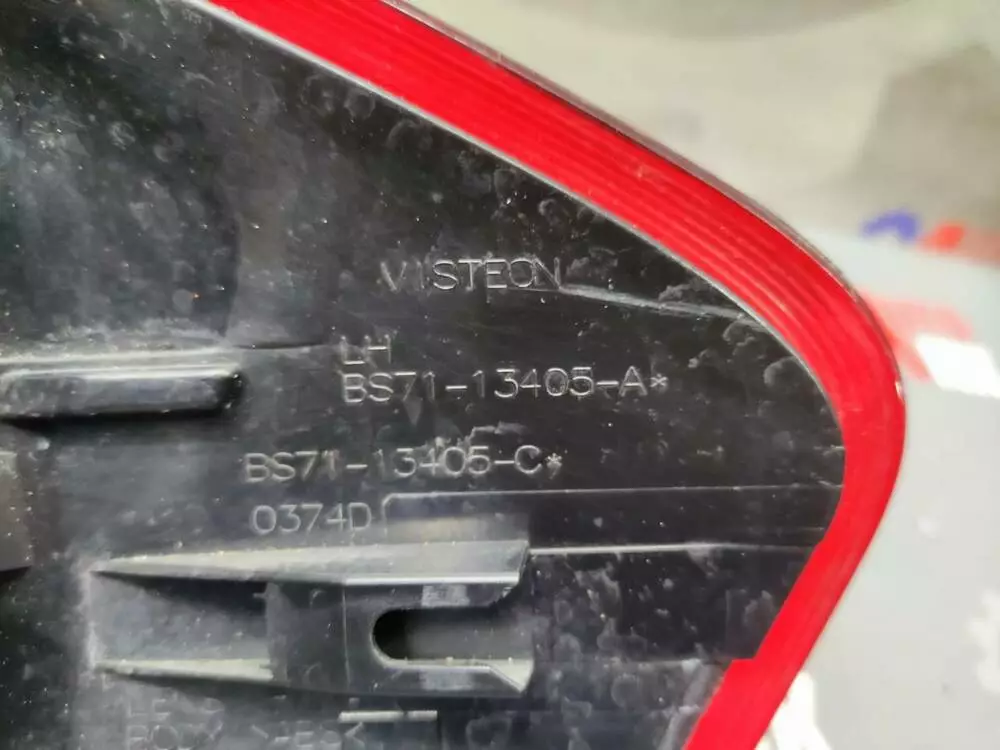 VISTEON
LH
BS71-13405-A*
BS71-13405-C*
0374D